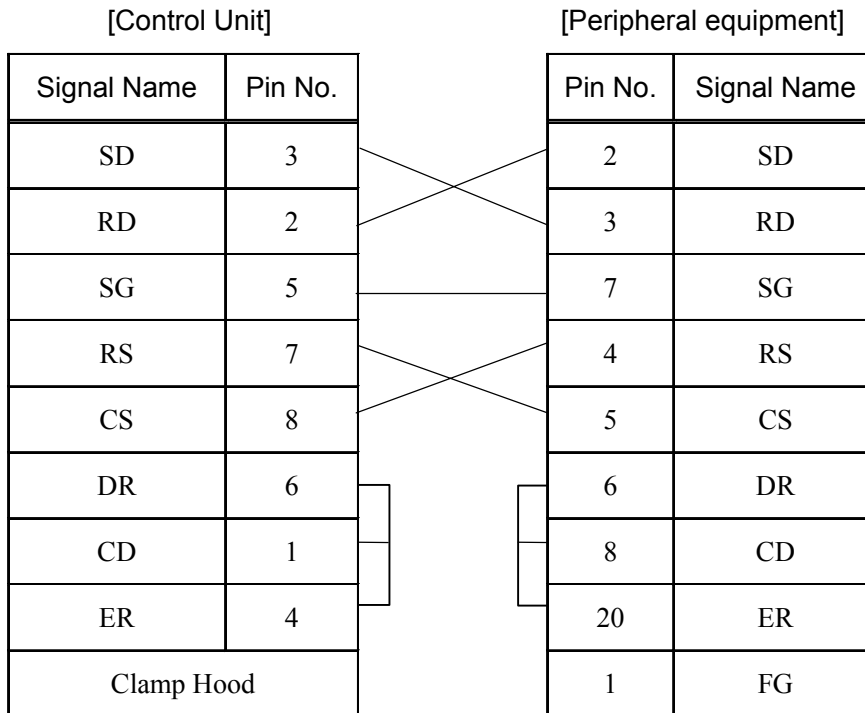 [Control Unit] [Peripheral equipment]
Signal Name Pin No. Pin No. Signal Name
SD 3 2 SD
RD 2 3 RD
SG 5 7 SG
RS 7 4 RS
CS 8 5 CS
DR 6 6 DR
CD 1 8 CD
ER 4 20 ER
Clamp Hood 1 FG